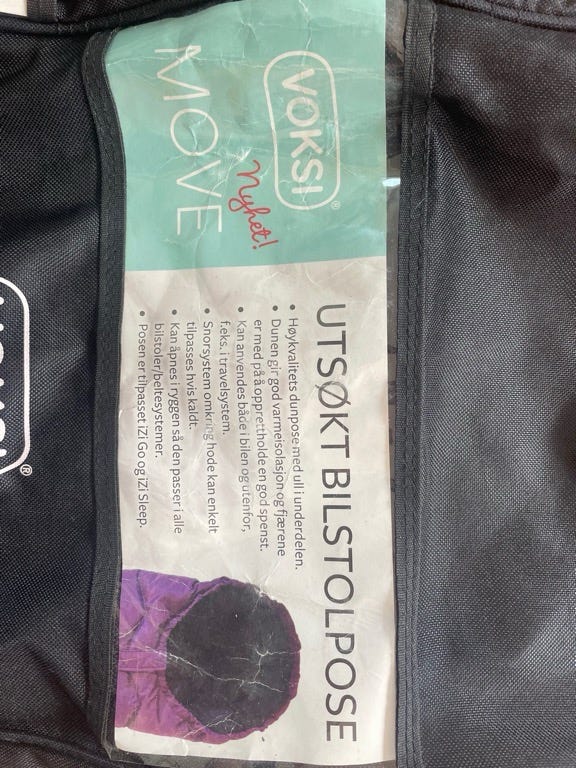 VOKSI®
MOVE
Nyhet!
UTSØKT BILSTOLPOSE
• Høykvalitets dunpose med ull i underdelen.
• Dunen gir god varmeisolasjon og fjærene
er med på å opprettholde en god spenst.
• Kan anvendes både i bilen og utenfor,
f.eks. i travelsystem.
• Snorsystem omkring hode kan enkelt
tilpasses hvis kaldt.
• Kan åpnes i ryggen så den passer i alle
bilstoler/beltesystemer.
• Posen er tilpasset iZi Go og iZI Sleep.
VOKSI®